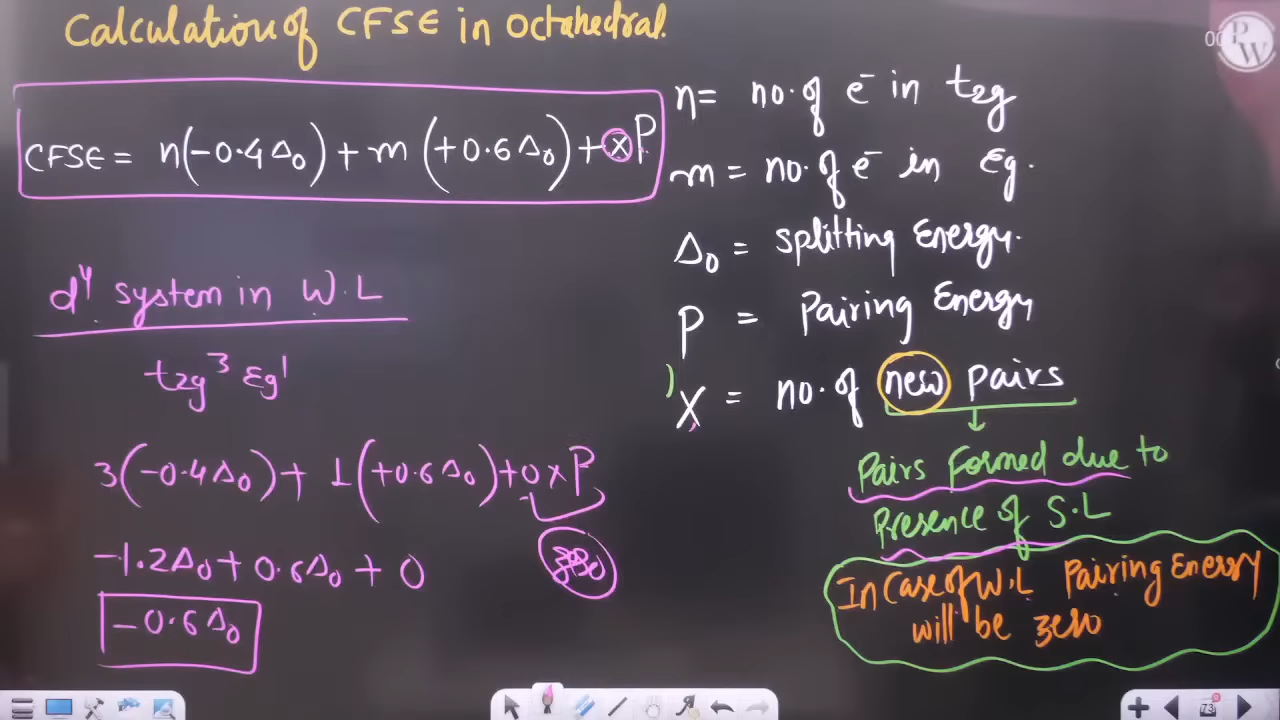 Calculation of CFSE in Octahedral.
CFSE = n(-0.4Δ₀) + m (+0.6Δ₀) + xP
n = no. of e⁻ in t2g
m = no. of e⁻ in Eg.
Δ₀ = splitting Energy.
P = Pairing Energy
X = no. of new pairs
Pairs formed due to
Presence of S.L
In Case of W.L Pairing Energy
will be zero
d⁴ system in W.L
t2g³ Eg¹
3(-0.4Δ₀) + 1(+0.6Δ₀) + 0 × P
zero
-1.2Δ₀ + 0.6Δ₀ + 0
-0.6Δ₀
PW
73